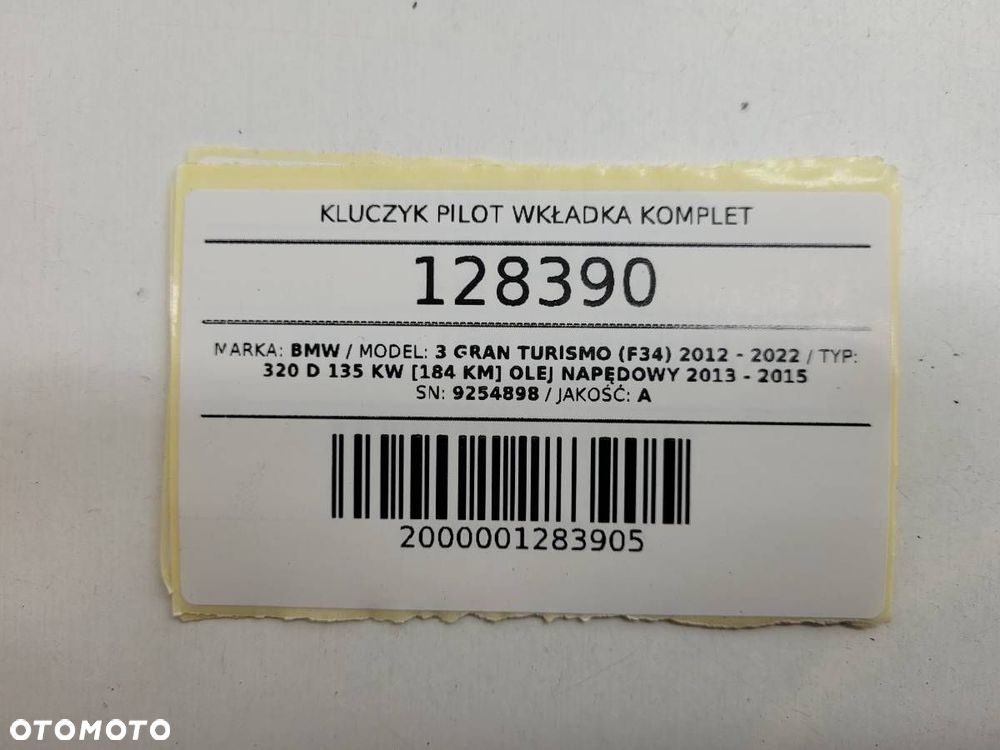 KLUCZYK PILOT WKŁADKA KOMPLET
128390
MARKA: BMW / MODEL: 3 GRAN TURISMO (F34) 2012 - 2022 / TYP:
320 D 135 KW [184 KM] OLEJ NAPĘDOWY 2013 - 2015
SN: 9254898 / JAKOŚĆ: A
2000001283905
OTOMOTO